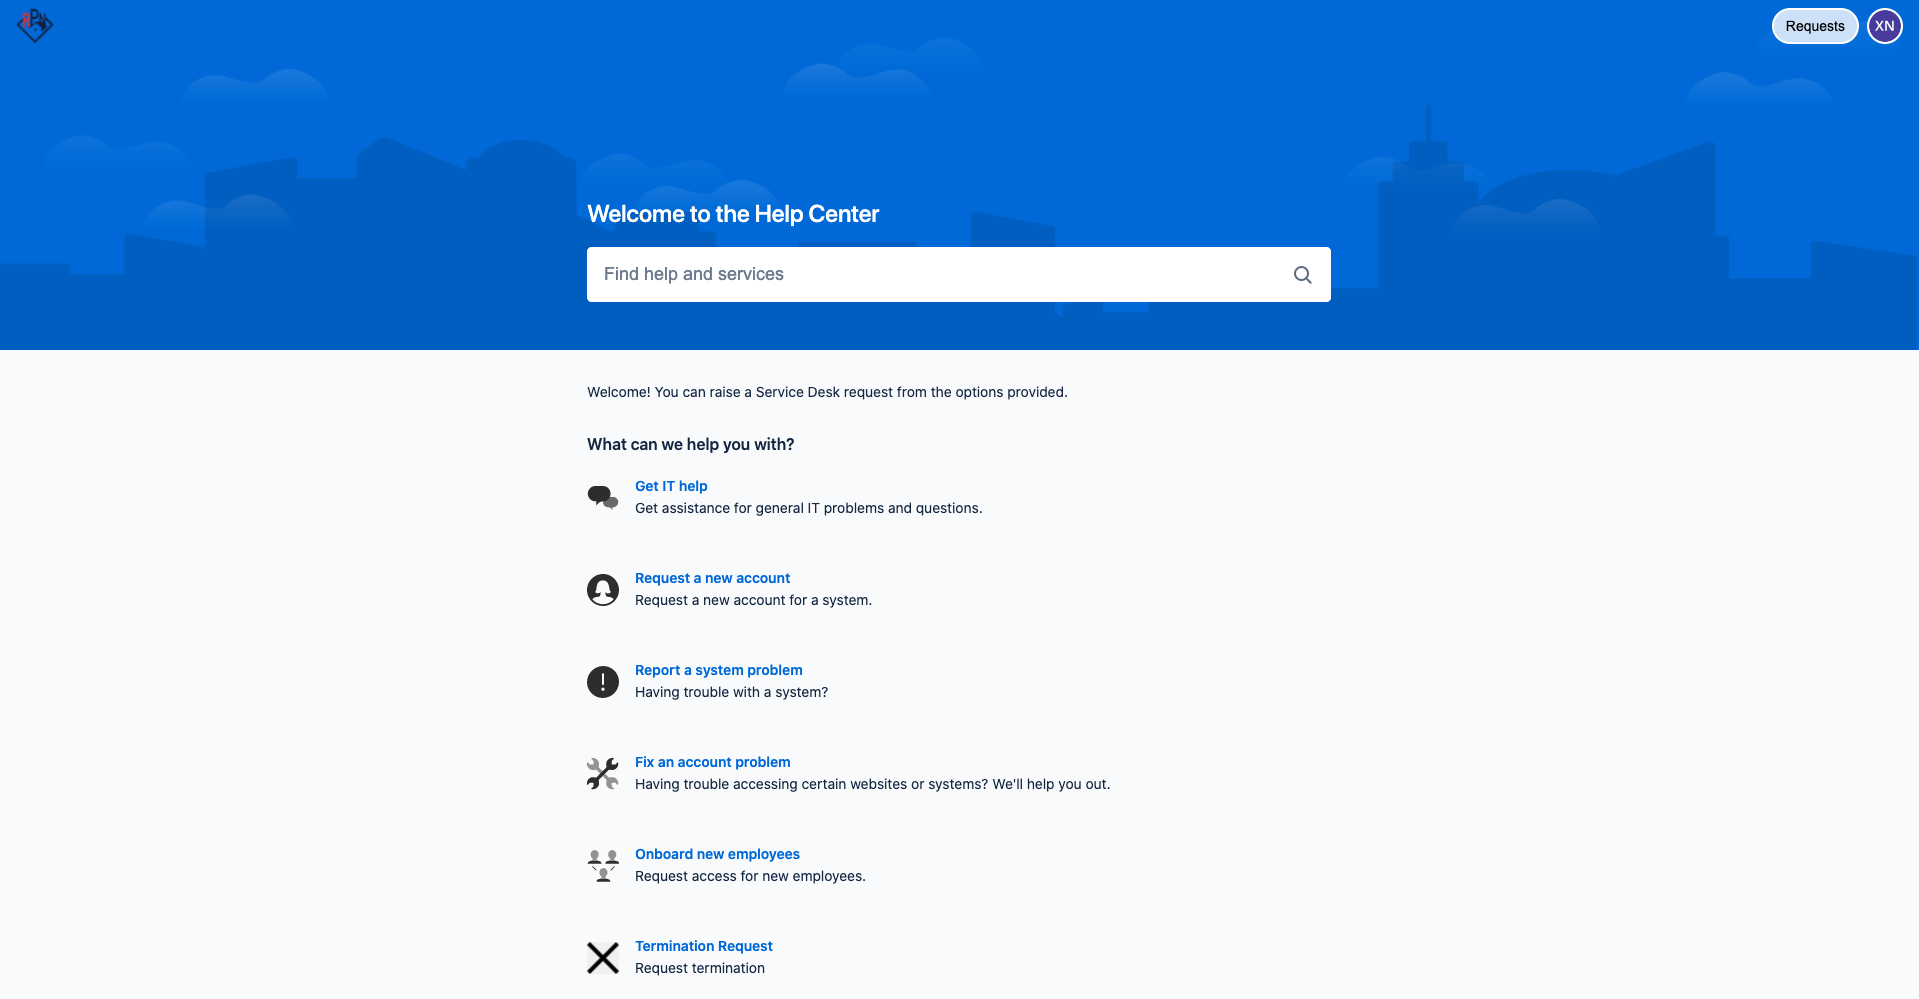 RPN
Requests
XN
Welcome to the Help Center
Find help and services
Welcome! You can raise a Service Desk request from the options provided.
What can we help you with?
Get IT help
Get assistance for general IT problems and questions.
Request a new account
Request a new account for a system.
Report a system problem
Having trouble with a system?
Fix an account problem
Having trouble accessing certain websites or systems? We'll help you out.
Onboard new employees
Request access for new employees.
Termination Request
Request termination